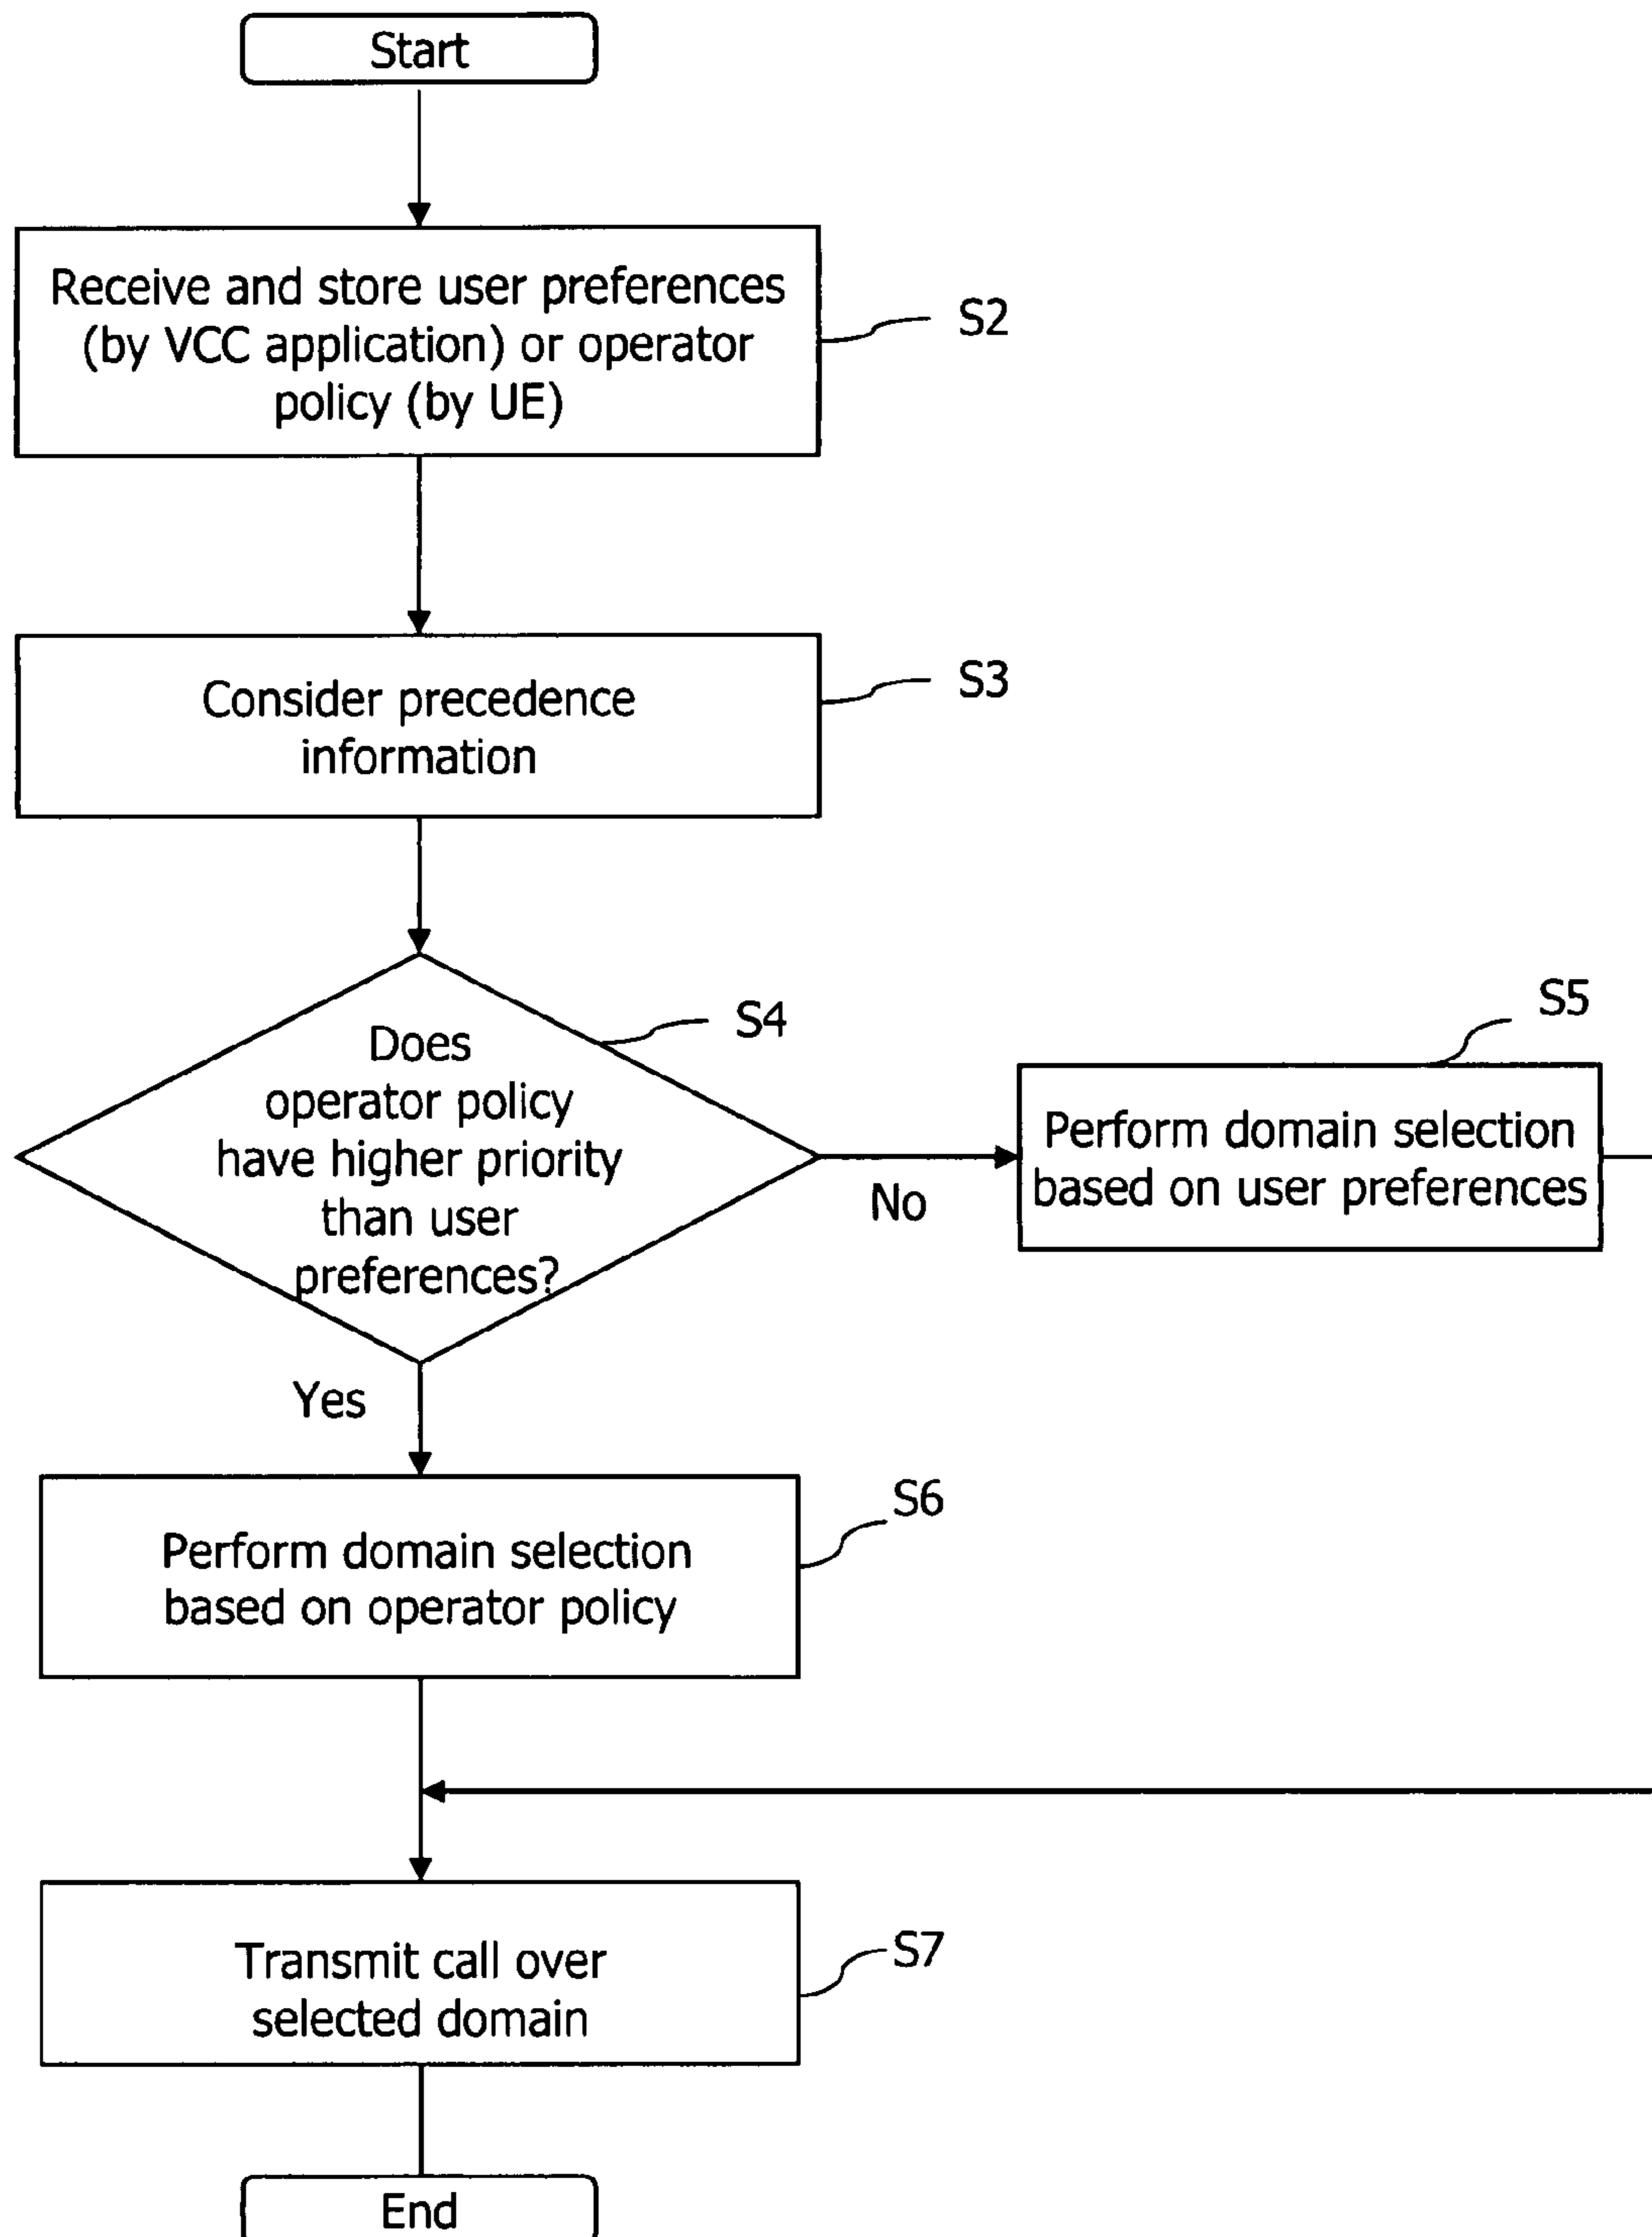 Start
Receive and store user preferences
(by VCC application) or operator
policy (by UE)
S2
Consider precedence
information
S3
Does
operator policy
have higher priority
than user
preferences?
S4
No
S5
Perform domain selection
based on user preferences
Yes
Perform domain selection
based on operator policy
S6
Transmit call over
selected domain
S7
End